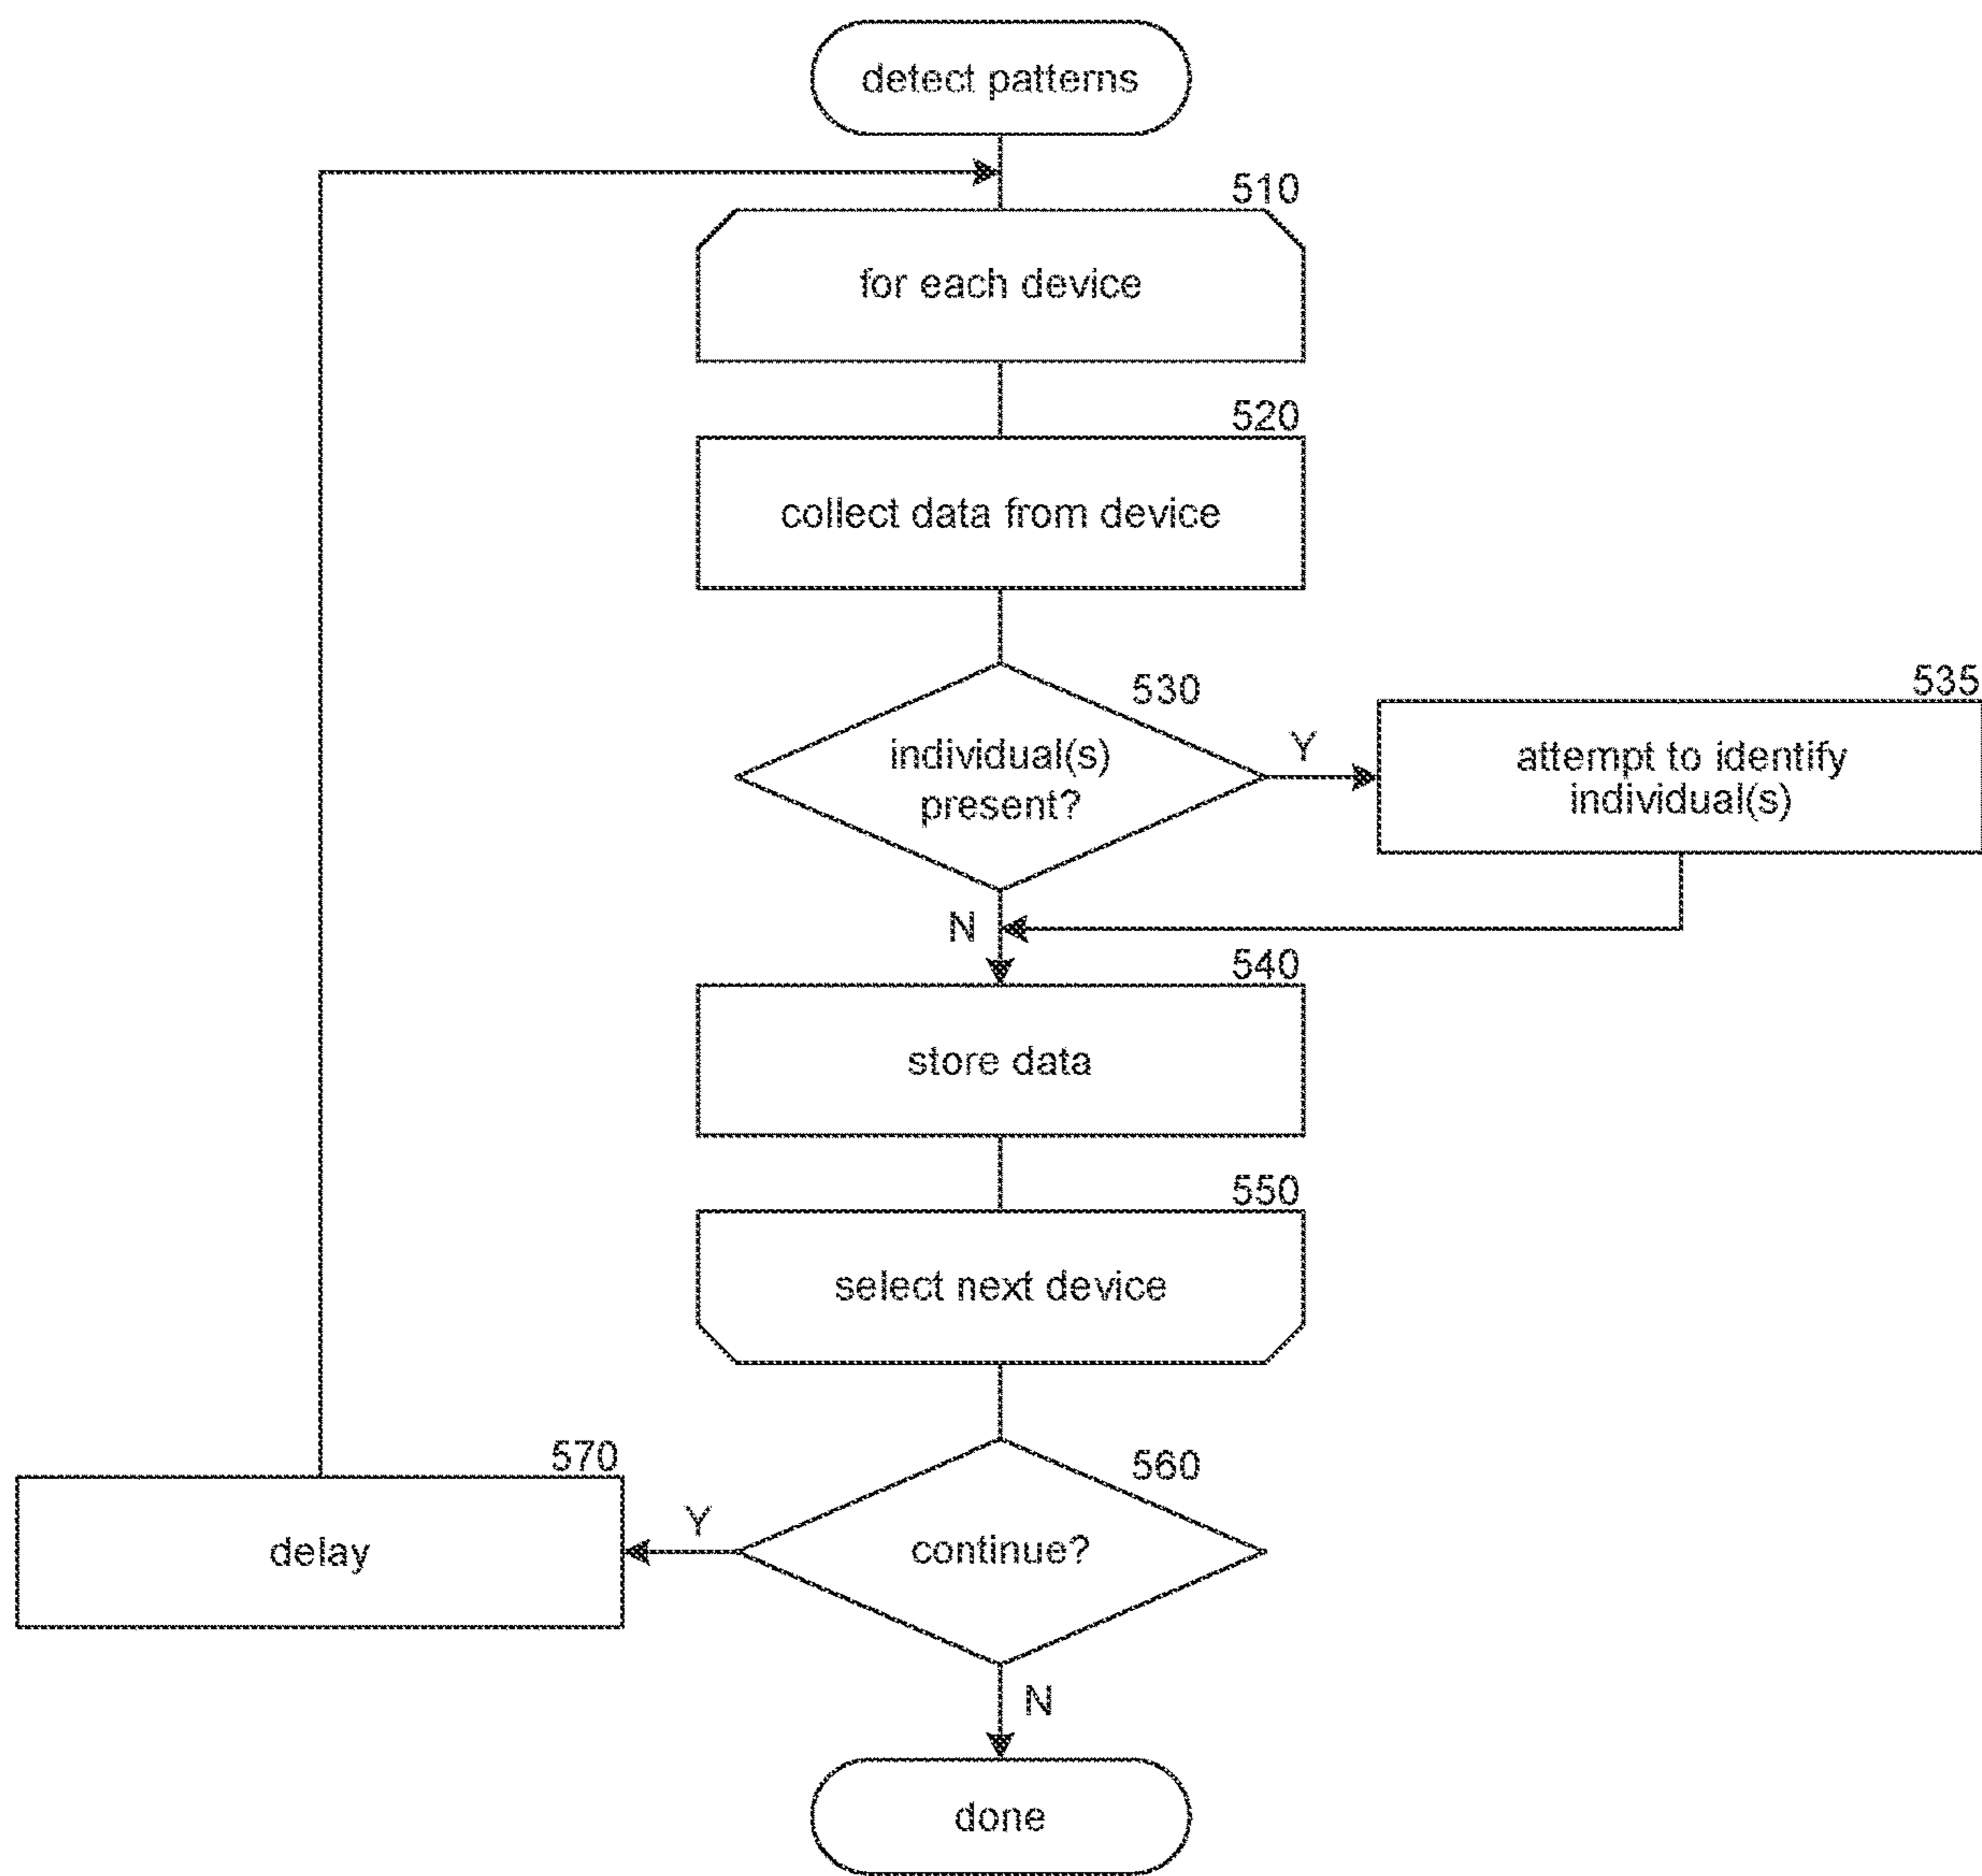 detect patterns
510
for each device
520
collect data from device
530
individual(s)
present?
Y
535
attempt to identify
individual(s)
N
540
store data
550
select next device
560
continue?
Y
570
delay
N
done